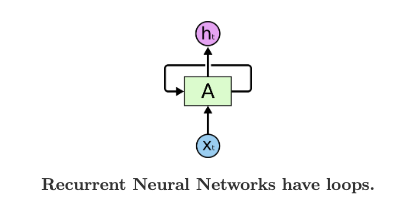 hₜ
A
xₜ
Recurrent Neural Networks have loops.